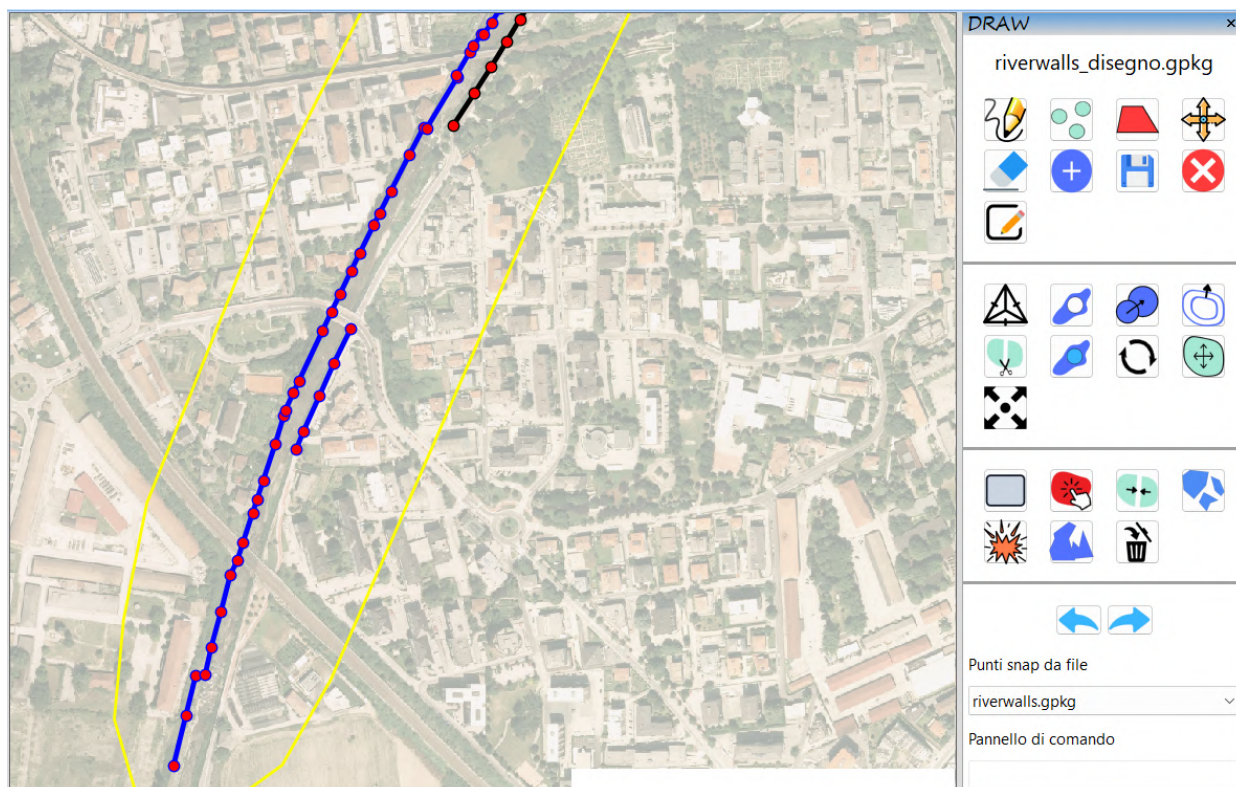 DRAW
riverwalls_disegno.gpkg
Punti snap da file
riverwalls.gpkg
Pannello di comando